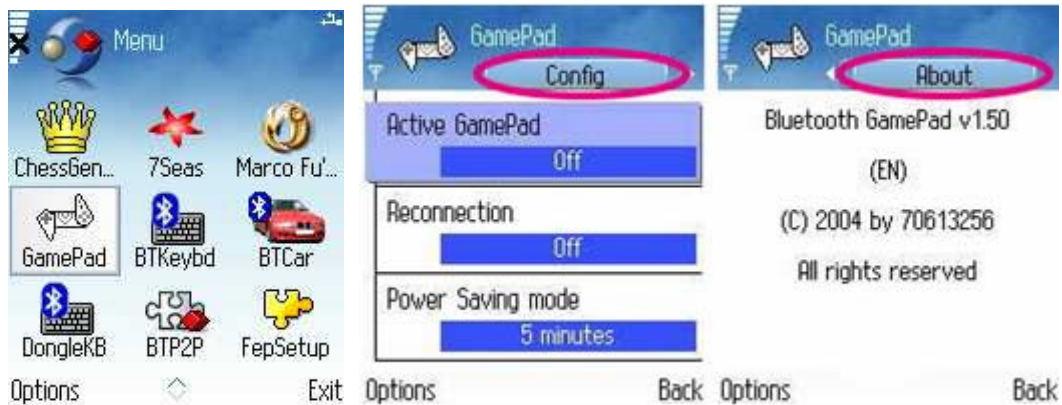 Menu
ChessGen... 7Seas Marco Fu'...
GamePad BTKeybd BTCar
DongleKB BTP2P FepSetup
Options Exit
GamePad
Config
Active GamePad
Off
Reconnection
Off
Power Saving mode
5 minutes
Options Back
GamePad
About
Bluetooth GamePad v1.50
(EN)
(C) 2004 by 70613256
All rights reserved
Options Back